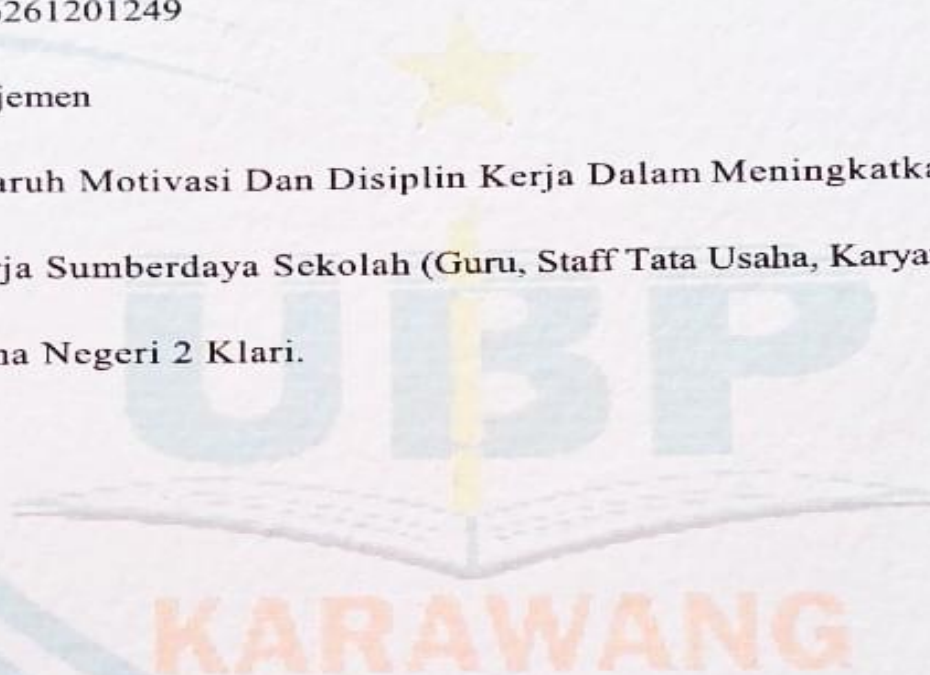 261201249
jemen
aruh Motivasi Dan Disiplin Kerja Dalam Meningkatka
rja Sumberdaya Sekolah (Guru, Staff Tata Usaha, Karya
na Negeri 2 Klari.
UBP
KARAWANG